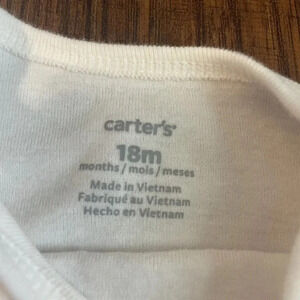 carter's
18m
months / mois / meses
Made in Vietnam
Fabriqué au Vietnam
Hecho en Vietnam